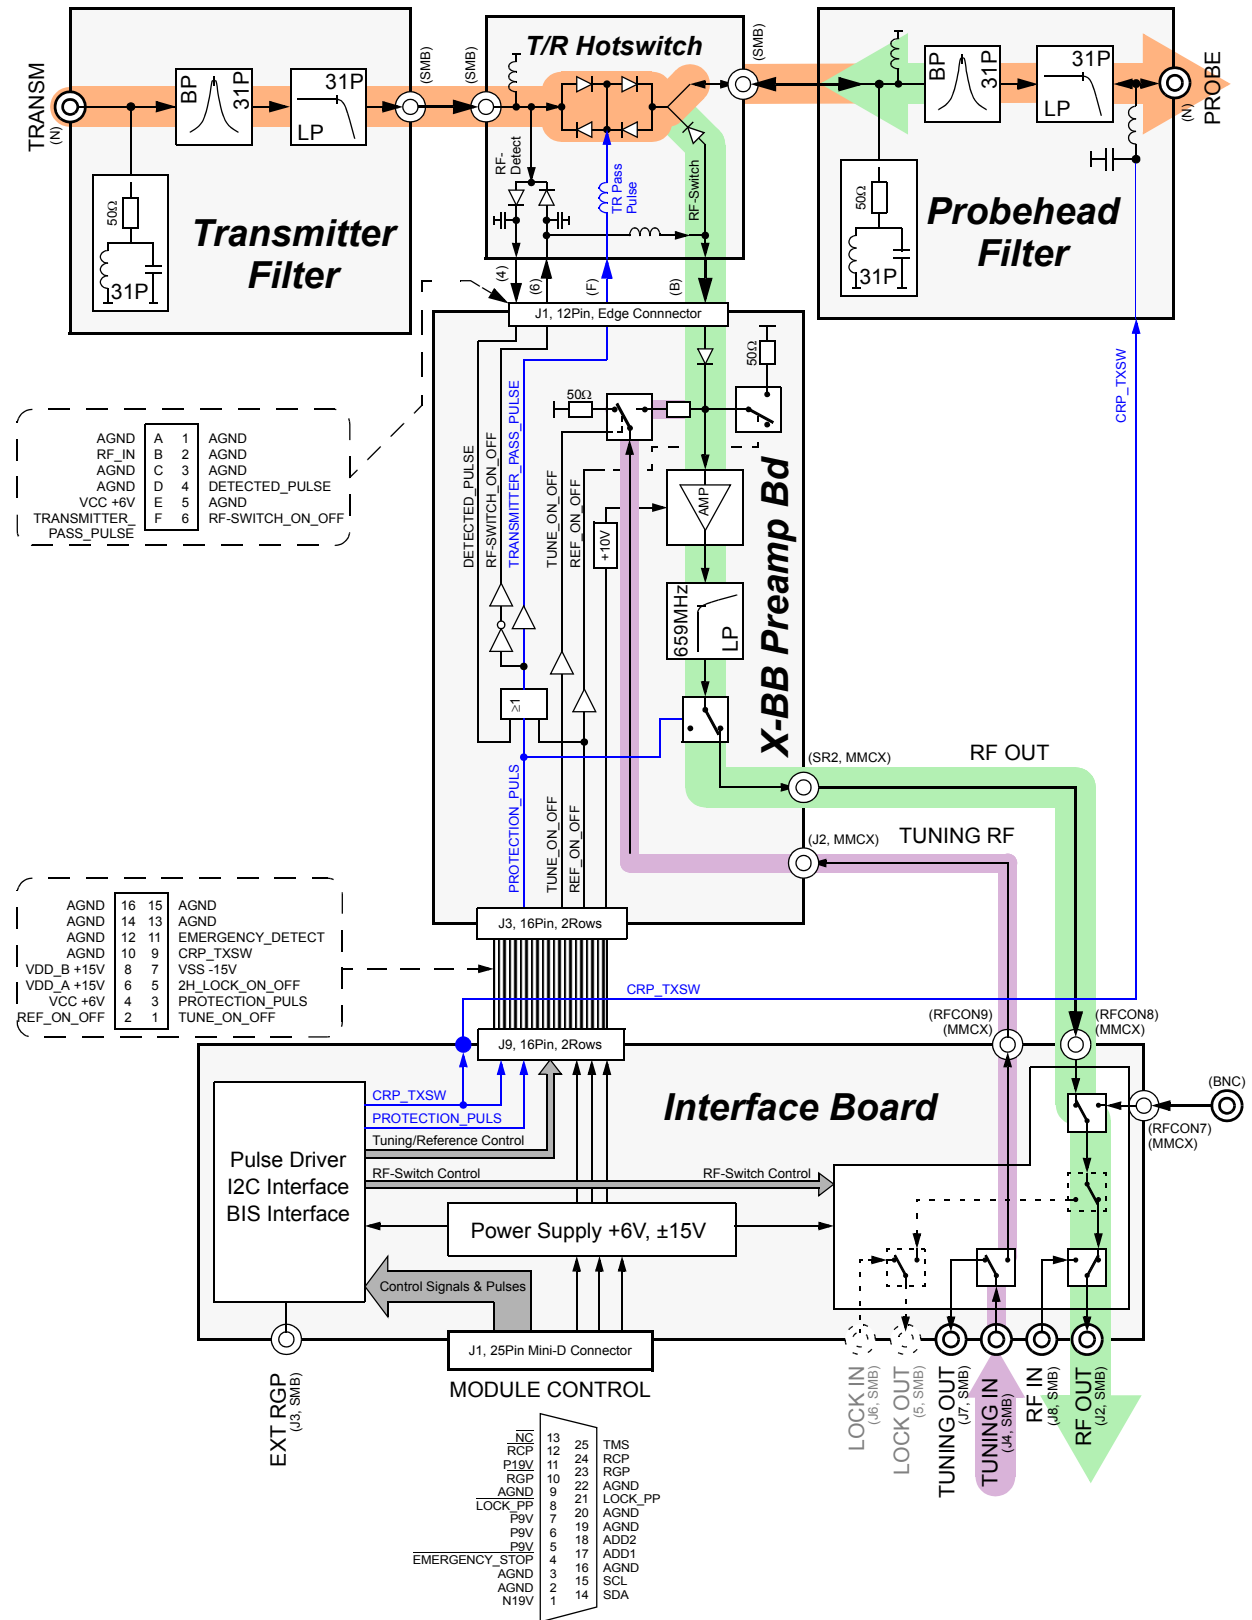 T/R Hotswitch
TRANSM
(N)
BP
31P
31P
LP
(SMB)
(SMB)
50Ω
31P
Transmitter
Filter
RF-
Detect
TR Pass
Pulse
RF-Switch
(SMB)
BP
31P
31P
LP
(N)
PROBE
50Ω
31P
Probehead
Filter
(4)
(6)
(F)
(B)
J1, 12Pin, Edge Connnector
AGND A 1 AGND
RF_IN B 2 AGND
AGND C 3 AGND
AGND D 4 DETECTED_PULSE
VCC +6V E 5 AGND
TRANSMITTER_ F 6 RF-SWITCH_ON_OFF
PASS_PULSE
DETECTED_PULSE
RF-SWITCH_ON_OFF
TRANSMITTER_PASS_PULSE
TUNE_ON_OFF
REF_ON_OFF
+10V
50Ω
50Ω
AMP
659MHz
LP
≥1
X-BB Preamp Bd
CRP_TXSW
PROTECTION_PULS
TUNE_ON_OFF
REF_ON_OFF
(SR2, MMCX)
RF OUT
(J2, MMCX)
TUNING RF
J3, 16Pin, 2Rows
AGND 16 15 AGND
AGND 14 13 AGND
AGND 12 11 EMERGENCY_DETECT
AGND 10 9 CRP_TXSW
VDD_B +15V 8 7 VSS -15V
VDD_A +15V 6 5 2H_LOCK_ON_OFF
VCC +6V 4 3 PROTECTION_PULS
REF_ON_OFF 2 1 TUNE_ON_OFF
CRP_TXSW
(RFCON9)
(MMCX)
(RFCON8)
(MMCX)
J9, 16Pin, 2Rows
Interface Board
(BNC)
(RFCON7)
(MMCX)
CRP_TXSW
PROTECTION_PULS
Tuning/Reference Control
RF-Switch Control
RF-Switch Control
Pulse Driver
I2C Interface
BIS Interface
Power Supply +6V, ±15V
Control Signals & Pulses
J1, 25Pin Mini-D Connector
MODULE CONTROL
EXT RGP
(J3, SMB)
LOCK IN
(J6, SMB)
LOCK OUT
(5, SMB)
TUNING OUT
(J7, SMB)
TUNING IN
(J4, SMB)
RF IN
(J8, SMB)
RF OUT
(J2, SMB)
NC 13
25 TMS
RCP 12
24 RCP
P19V 11
23 RGP
RGP 10
22 AGND
AGND 9
21 LOCK_PP
LOCK_PP 8
20 AGND
P9V 7
19 AGND
P9V 6
18 ADD2
P9V 5
17 ADD1
EMERGENCY_STOP 4
16 AGND
AGND 3
15 SCL
AGND 2
14 SDA
N19V 1